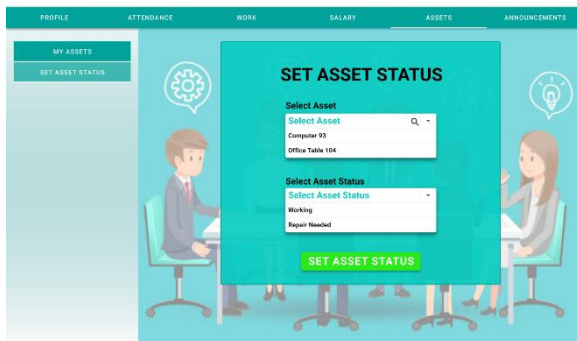 PROFILE ATTENDANCE WORK SALARY ASSETS ANNOUNCEMENTS
MY ASSETS
SET ASSET STATUS
SET ASSET STATUS
Select Asset
Select Asset
Computer 93
Office Table 104
Select Asset Status
Select Asset Status
Working
Repair Needed
SET ASSET STATUS